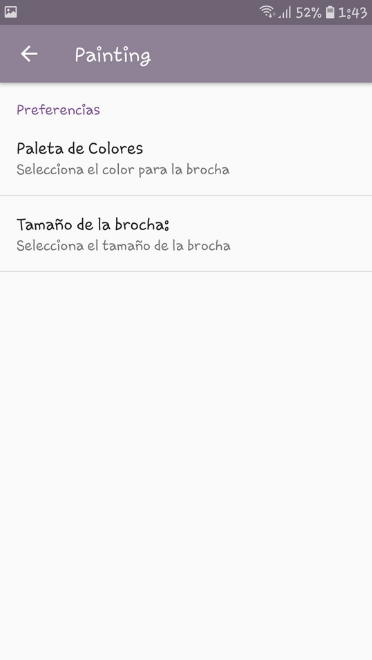 52% 1:43
Painting
Preferencias
Paleta de Colores
Selecciona el color para la brocha
Tamaño de la brocha:
Selecciona el tamaño de la brocha